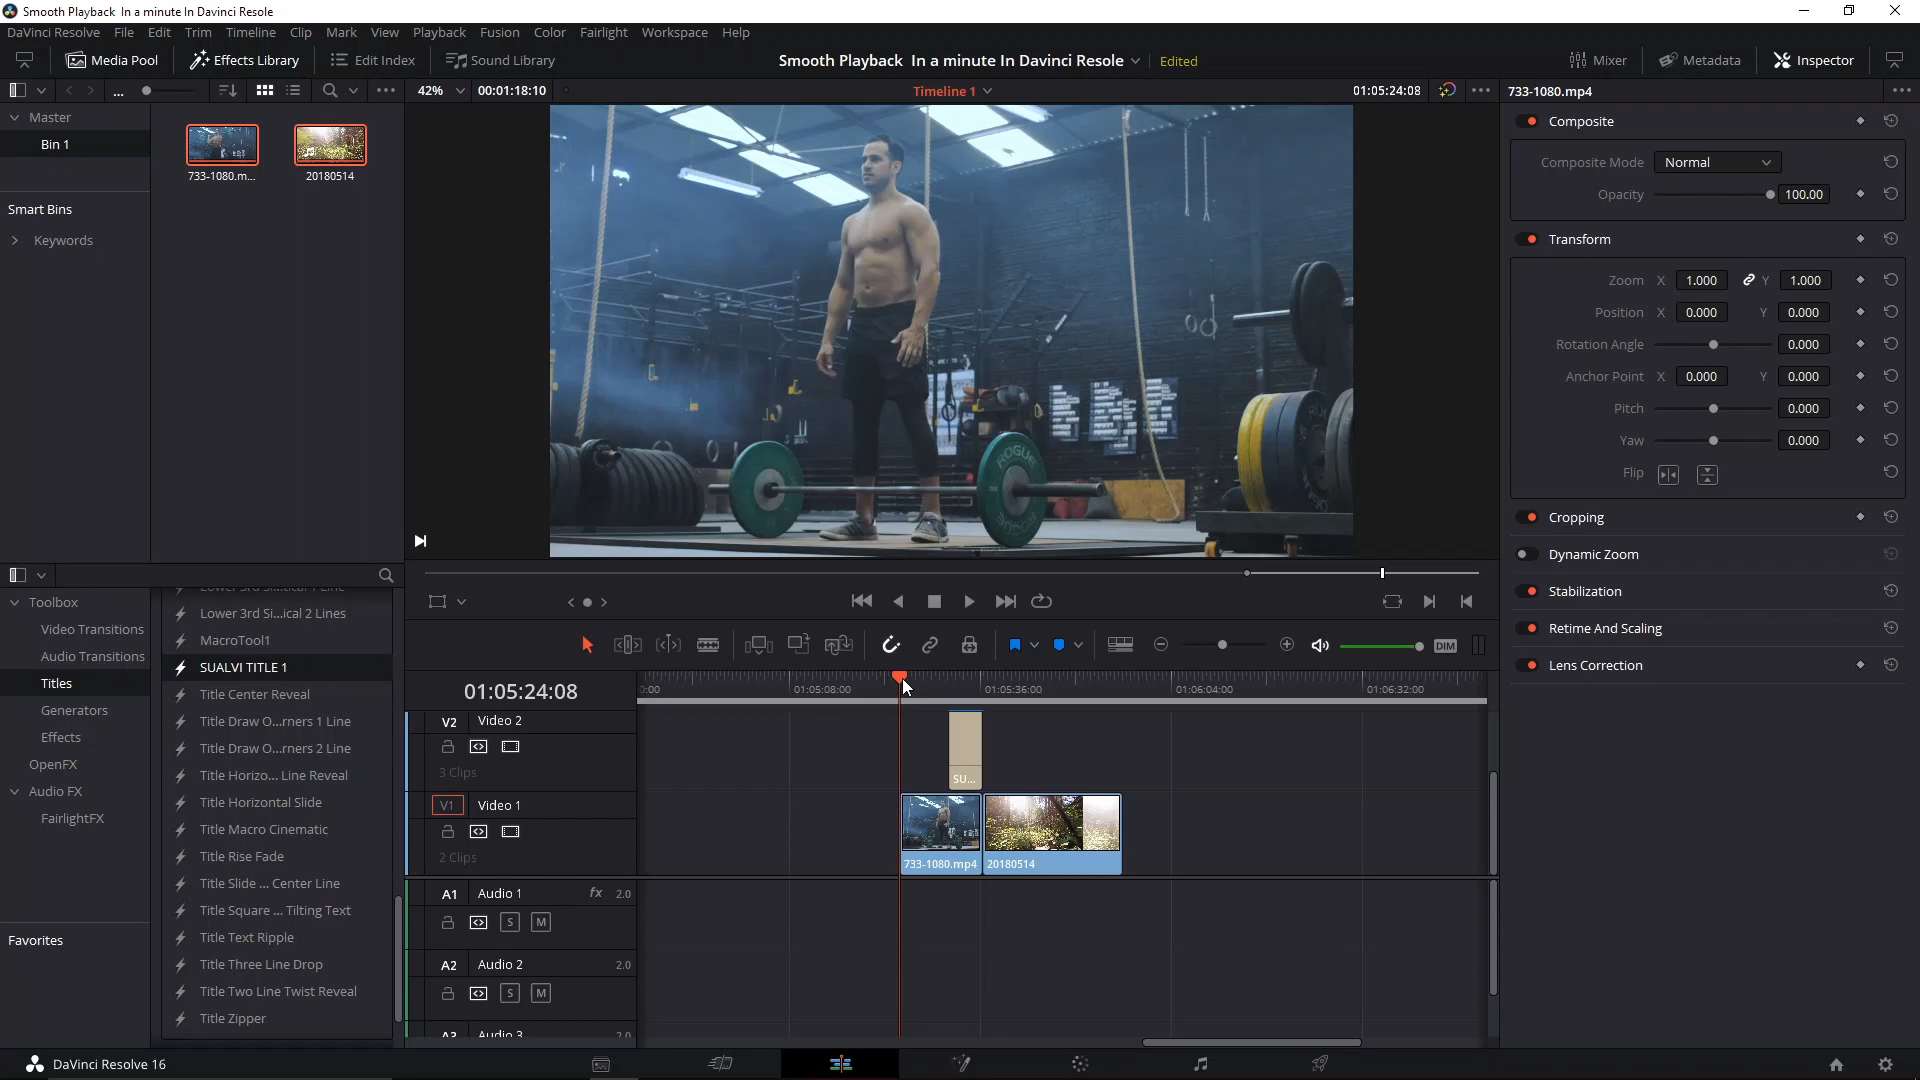 Smooth Playback  In a minute In Davinci Resole
DaVinci Resolve File Edit Trim Timeline Clip Mark View Playback Fusion Color Fairlight Workspace Help
Media Pool Effects Library Edit Index Sound Library Smooth Playback  In a minute In Davinci Resole Edited Mixer Metadata Inspector
... 42% 00:01:18:10 Timeline 1 01:05:24:08 733-1080.mp4
Master
Bin 1
733-1080.m... 20180514
Smart Bins
Keywords
Composite
Composite Mode Normal
Opacity 100.00
Transform
Zoom X 1.000 Y 1.000
Position X 0.000 Y 0.000
Rotation Angle 0.000
Anchor Point X 0.000 Y 0.000
Pitch 0.000
Yaw 0.000
Flip
Cropping
Dynamic Zoom
Stabilization
Retime And Scaling
Lens Correction
ROGUE
Toolbox
Video Transitions
Audio Transitions
Titles
Generators
Effects
OpenFX
Audio FX
FairlightFX
Favorites
Lower 3rd Si...ical 2 Lines
MacroTool1
SUALVI TITLE 1
Title Center Reveal
Title Draw O...rners 1 Line
Title Draw O...rners 2 Line
Title Horizo... Line Reveal
Title Horizontal Slide
Title Macro Cinematic
Title Rise Fade
Title Slide ... Center Line
Title Square ... Tilting Text
Title Text Ripple
Title Three Line Drop
Title Two Line Twist Reveal
Title Zipper
DIM
01:05:24:08 01:05:08:00 01:05:36:00 01:06:04:00 01:06:32:00
V2 Video 2
3 Clips
SU...
V1 Video 1
2 Clips
733-1080.mp4 20180514
A1 Audio 1 fx 2.0
S M
A2 Audio 2 2.0
S M
A3 Audio 3 2.0
DaVinci Resolve 16